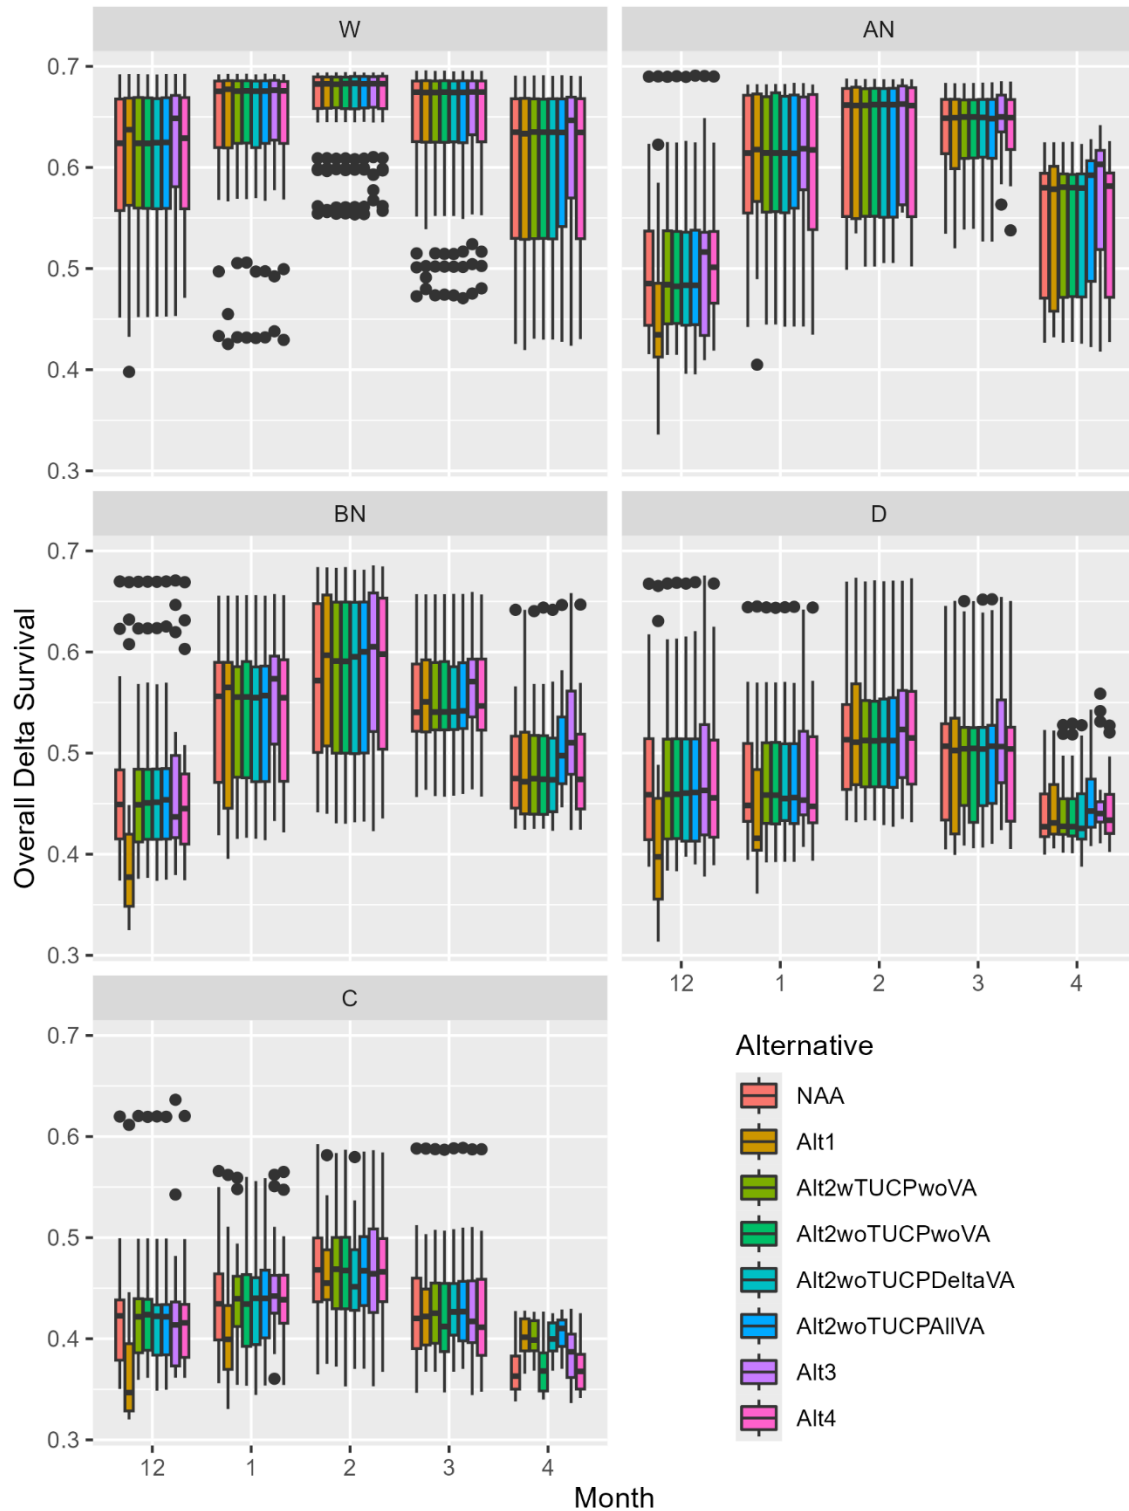 W
AN
0.7
0.6
0.5
0.4
0.3
BN
D
0.7
0.6
0.5
0.4
0.3
12 1 2 3 4
C
0.7
0.6
0.5
0.4
0.3
12 1 2 3 4
Overall Delta Survival
Month
Alternative
NAA
Alt1
Alt2wTUCPwoVA
Alt2woTUCPwoVA
Alt2woTUCPDeltaVA
Alt2woTUCPAllVA
Alt3
Alt4